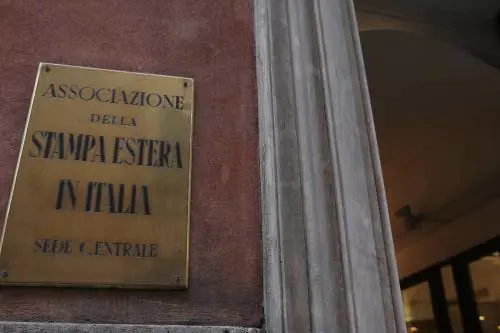 ASSOCIAZIONE
DELLA
STAMPA ESTERA
IN ITALIA
SEDE CENTRALE